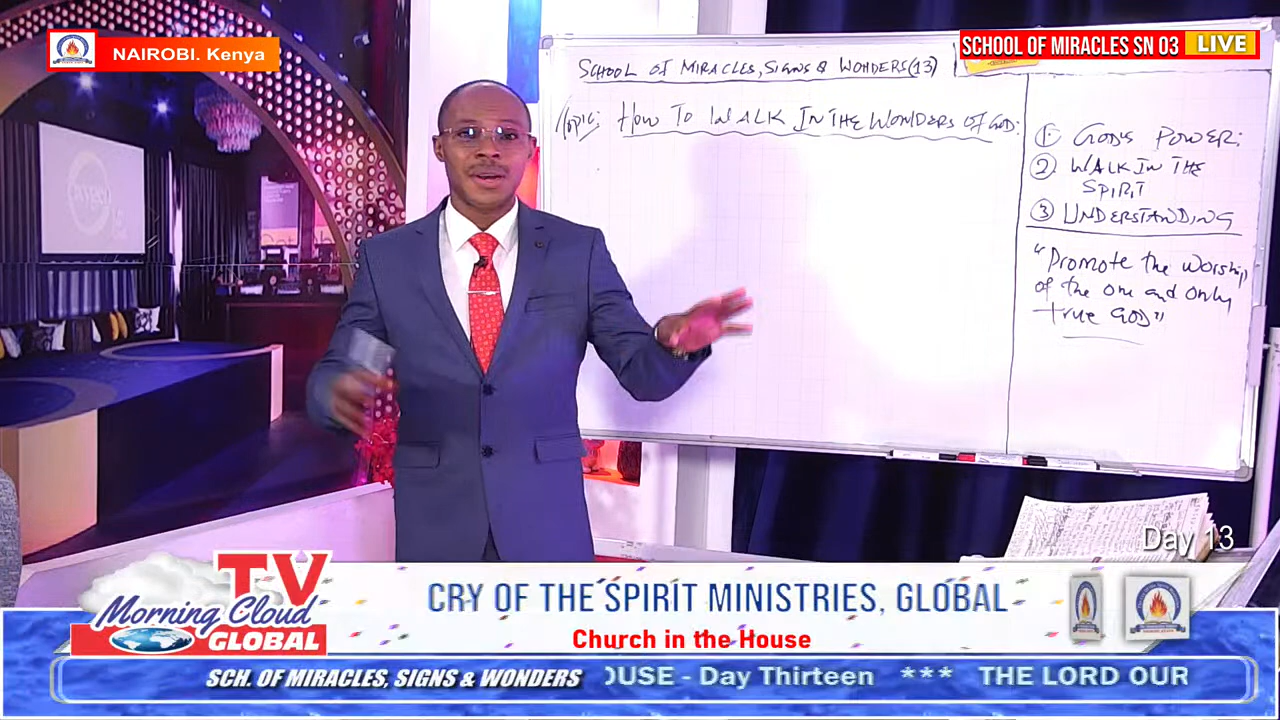 NAIROBI. Kenya
SCHOOL OF MIRACLES SN 03
LIVE
SCHOOL OF MIRACLES, SIGNS & WONDERS (13)
Topic: HOW TO WALK IN THE WONDERS OF GOD:
① GODS POWER:
② WALK IN THE
SPIRIT
③ UNDERSTANDING
"Promote the worship
of the one and only
true GOD"
Day 13
TV
Morning Cloud
GLOBAL
CRY OF THE SPIRIT MINISTRIES, GLOBAL
Church in the House
SCH. OF MIRACLES, SIGNS & WONDERS
OUSE - Day Thirteen *** THE LORD OUR